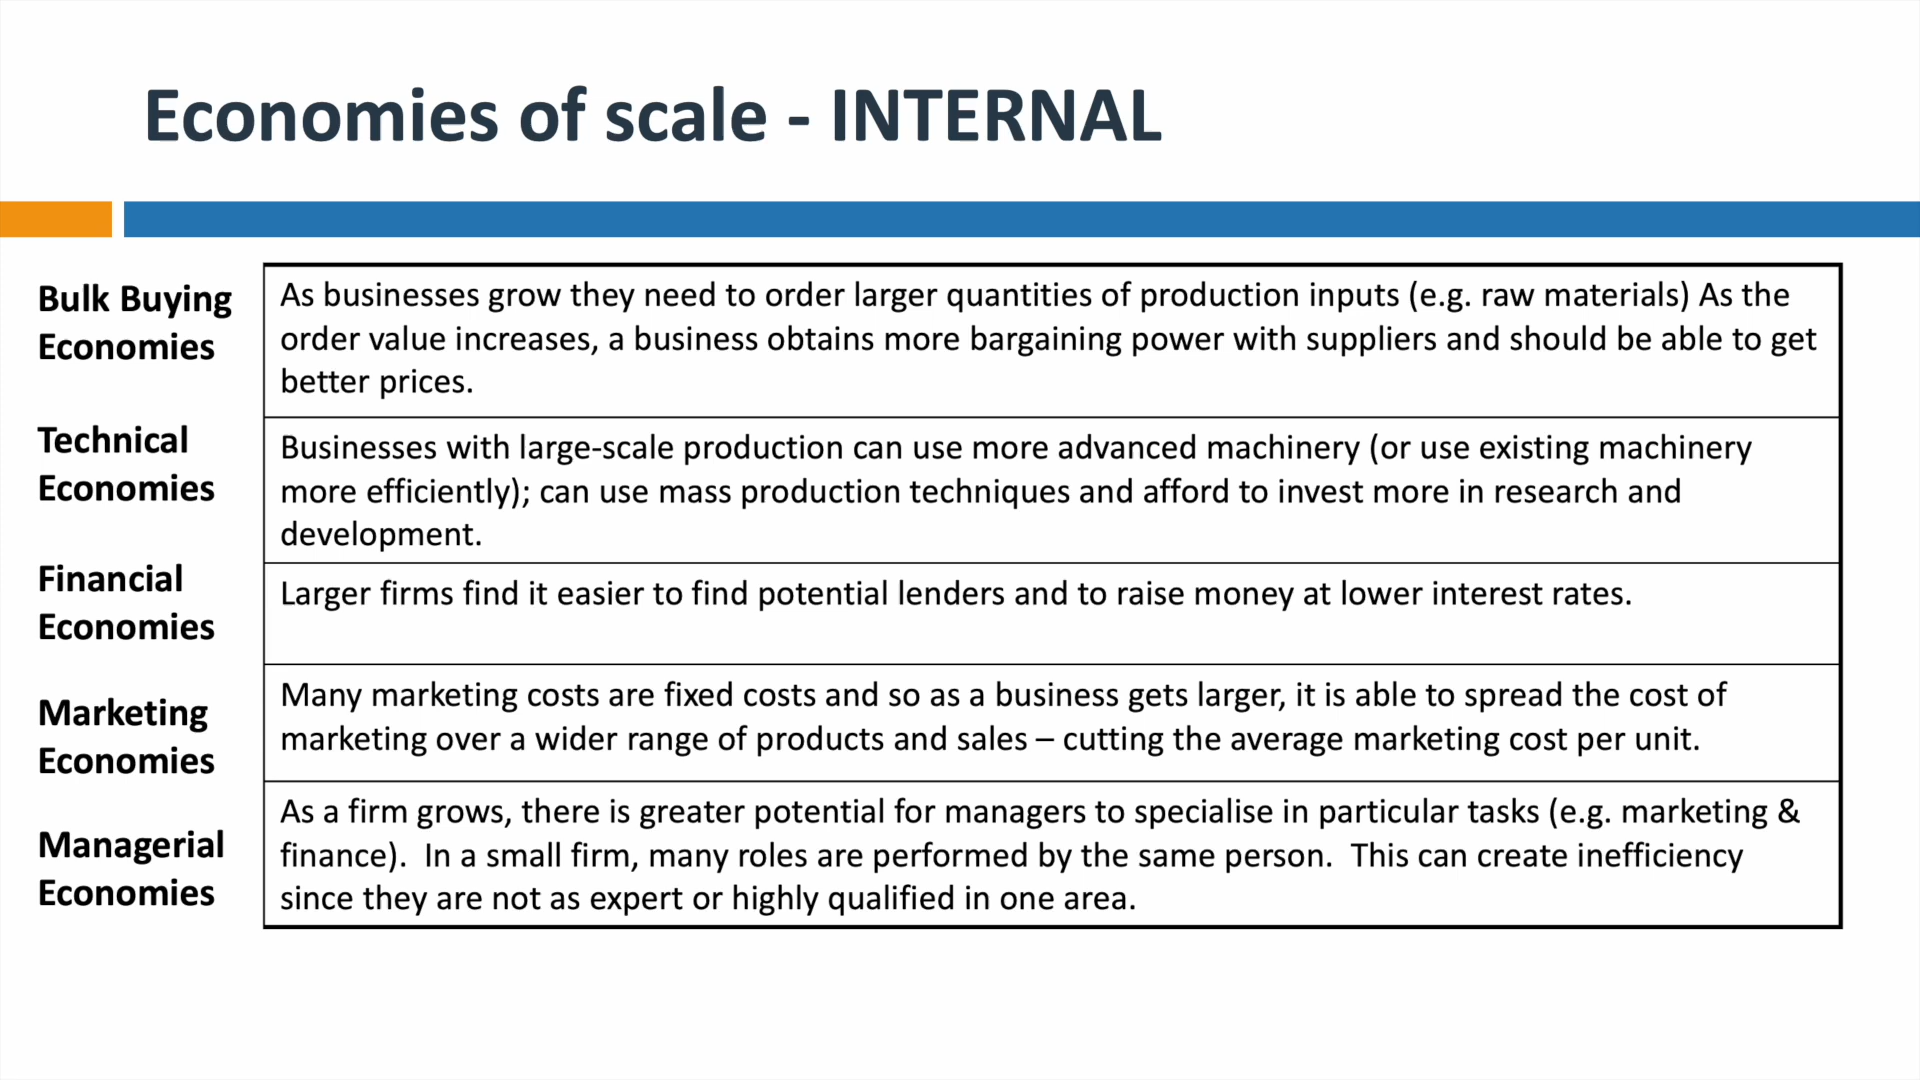 Economies of scale - INTERNAL
Bulk Buying
Economies
As businesses grow they need to order larger quantities of production inputs (e.g. raw materials) As the
order value increases, a business obtains more bargaining power with suppliers and should be able to get
better prices.
Technical
Economies
Businesses with large-scale production can use more advanced machinery (or use existing machinery
more efficiently); can use mass production techniques and afford to invest more in research and
development.
Financial
Economies
Larger firms find it easier to find potential lenders and to raise money at lower interest rates.
Marketing
Economies
Many marketing costs are fixed costs and so as a business gets larger, it is able to spread the cost of
marketing over a wider range of products and sales – cutting the average marketing cost per unit.
Managerial
Economies
As a firm grows, there is greater potential for managers to specialise in particular tasks (e.g. marketing &
finance).  In a small firm, many roles are performed by the same person.  This can create inefficiency
since they are not as expert or highly qualified in one area.